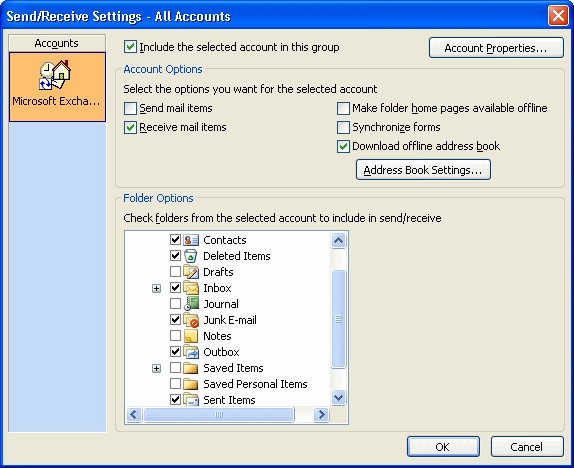 Send/Receive Settings - All Accounts
Accounts
Microsoft Excha...
Include the selected account in this group
Account Properties...
Account Options
Select the options you want for the selected account
Send mail items
Make folder home pages available offline
Receive mail items
Synchronize forms
Download offline address book
Address Book Settings...
Folder Options
Check folders from the selected account to include in send/receive
Contacts
Deleted Items
Drafts
Inbox
Journal
Junk E-mail
Notes
Outbox
Saved Items
Saved Personal Items
Sent Items
OK
Cancel